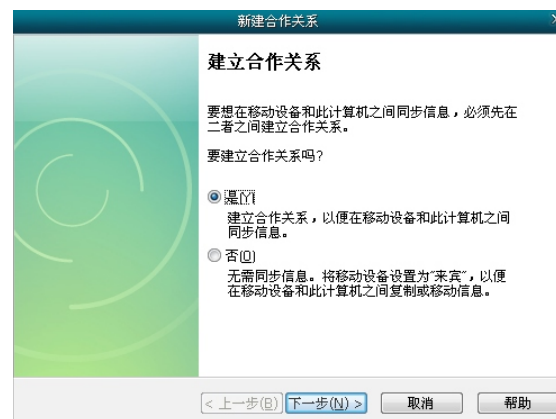 新建合作关系
建立合作关系
要想在移动设备和此计算机之间同步信息，必须先在
二者之间建立合作关系。
要建立合作关系吗?
是(Y)
建立合作关系，以便在移动设备和此计算机之间
同步信息。
否(O)
无需同步信息。将移动设备设置为“来宾”，以便
在移动设备和此计算机之间复制或移动信息。
< 上一步(B)
下一步(N) >
取消
帮助